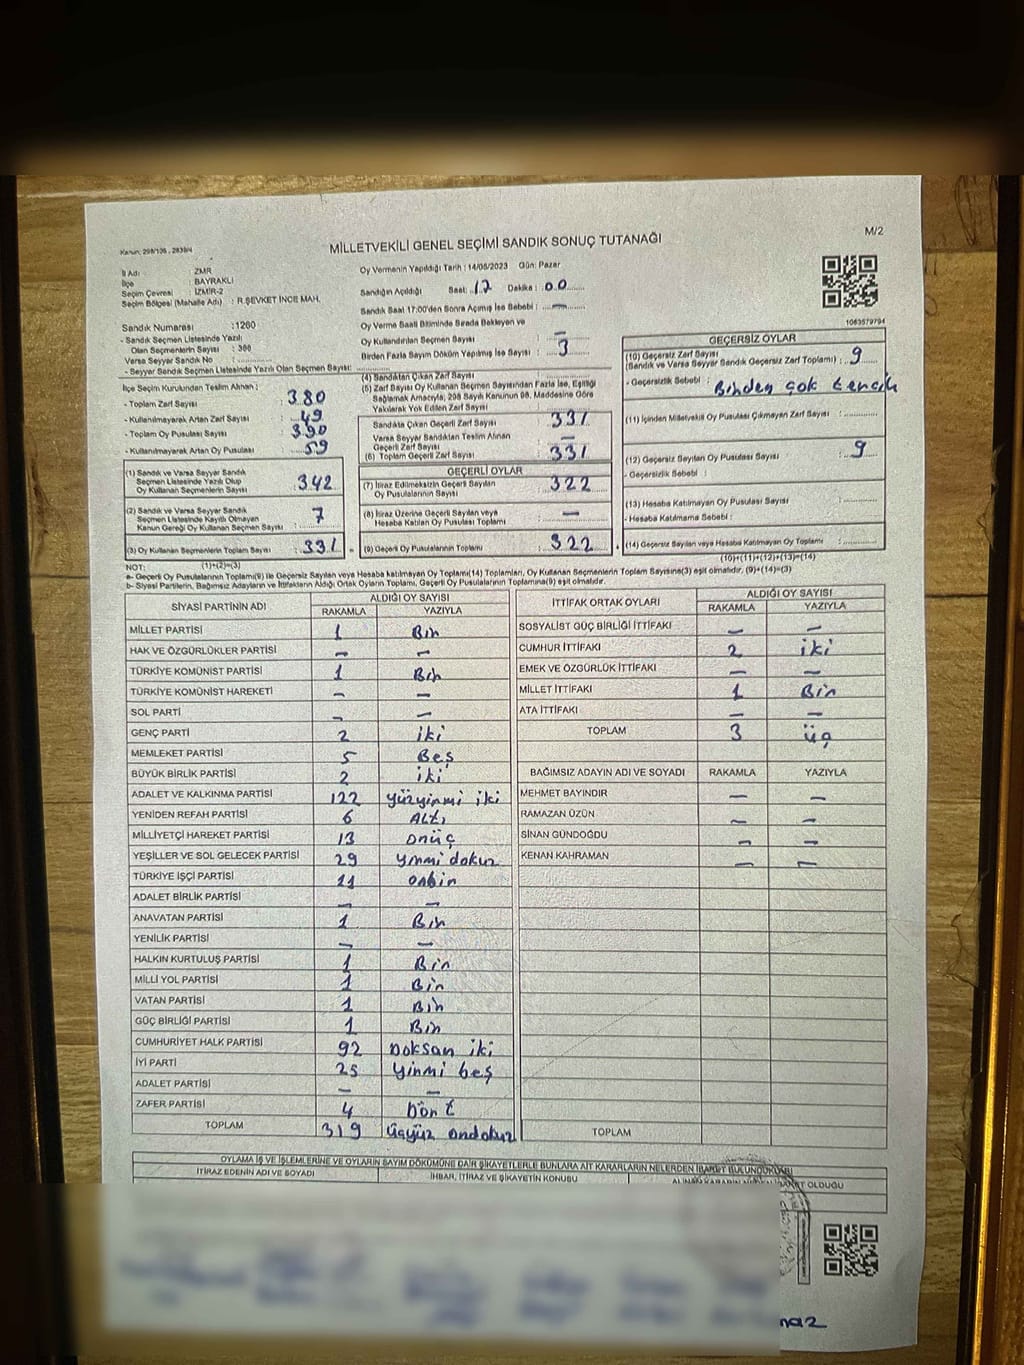 M/2
Kanun: 298/105 , 2839/4
MİLLETVEKİLİ GENEL SEÇİMİ SANDIK SONUÇ TUTANAĞI
İl Adı : ZMR
İlçe : BAYRAKLI
Seçim Çevresi : İZMİR-2
Seçim Bölgesi (Mahalle Adı) : R.ŞEVKET İNCE MAH.
Sandık Numarası :1260
- Sandık Seçmen Listesinde Yazılı
Olan Seçmenlerin Sayısı :
Varsa Seyyar Sandık No :
- Seyyar Sandık Seçmen Listesinde Yazılı Olan Seçmen Sayısı:
Oy Vermenin Yapıldığı Tarih : 14/05/2023 Gün: Pazar
Sandığın Açıldığı Saat: 17 Dakika : 00
Sandık Saat 17:00'den Sonra Açılmış İse Sebebi : —
Oy Verme Saati Bitiminde Sırada Bekleyen ve
Oy Kullandırılan Seçmen Sayısı : —
Birden Fazla Sayım Döküm Yapılmış İse Sayısı : 3
1063579794
İlçe Seçim Kurulundan Teslim Alınan ;
- Toplam Zarf Sayısı : 380
- Kullanılmayarak Artan Zarf Sayısı : 49
- Toplam Oy Pusulası Sayısı : 390
- Kullanılmayarak Artan Oy Pusulası : 59
(1) Sandık ve Varsa Seyyar Sandık
Seçmen Listesinde Yazılı Olup
Oy Kullanan Seçmenlerin Sayısı : 342
(2) Sandık ve Varsa Seyyar Sandık
Seçmen Listesinde Kayıtlı Olmayan
Kanun Gereği Oy Kullanan Seçmen Sayısı : 7
(3) Oy Kullanan Seçmenlerin Toplam Sayısı : 331
(1)+(2)=(3)
(4) Sandıktan Çıkan Zarf Sayısı :
(5) Zarf Sayısı Oy Kullanan Seçmen Sayısından Fazla İse, Eşitliği
Sağlamak Amacıyla; 298 Sayılı Kanunun 98. Maddesine Göre
Yakılarak Yok Edilen Zarf Sayısı :
Sandıkta Çıkan Geçerli Zarf Sayısı : 331
Varsa Seyyar Sandıktan Teslim Alınan
Geçerli Zarf Sayısı : —
(6) Toplam Geçerli Zarf Sayısı : 331
GEÇERLİ OYLAR
(7) İtiraz Edilmeksizin Geçerli Sayılan
Oy Pusulalarının Sayısı : 322
(8) İtiraz Üzerine Geçerli Sayılan veya
Hesaba Katılan Oy Pusulası Toplamı : —
(9) Geçerli Oy Pusulalarının Toplamı : 322
GEÇERSİZ OYLAR
(10) Geçersiz Zarf Sayısı
(Sandık ve Varsa Seyyar Sandık Geçersiz Zarf Toplamı) : 9
- Geçersizlik Sebebi : Birden çok tercih
(11) İçinden Milletvekili Oy Pusulası Çıkmayan Zarf Sayısı :
(12) Geçersiz Sayılan Oy Pusulası Sayısı : 9
- Geçersizlik Sebebi :
(13) Hesaba Katılmayan Oy Pusulası Sayısı :
- Hesaba Katılmama Sebebi :
(14) Geçersiz Sayılan veya Hesaba Katılmayan Oy Toplamı :
(10)+(11)+(12)+(13)=(14)
NOT:
a- Geçerli Oy Pusulalarının Toplamı(9) ile Geçersiz Sayılan veya Hesaba katılmayan Oy Toplamı(14) Toplamları, Oy Kullanan Seçmenlerin Toplam Sayısına(3) eşit olmalıdır, (9)+(14)=(3)
b- Siyasi Partilerin, Bağımsız Adayların ve İttifakların Aldığı Ortak Oyların Toplamı, Geçerli Oy Pusulalarının Toplamına(9) eşit olmalıdır.
SİYASİ PARTİNİN ADI ALDIĞI OY SAYISI
RAKAMLA YAZIYLA
MİLLET PARTİSİ 1 Bir
HAK VE ÖZGÜRLÜKLER PARTİSİ — —
TÜRKİYE KOMÜNİST PARTİSİ 1 Bir
TÜRKİYE KOMÜNİST HAREKETİ — —
SOL PARTİ — —
GENÇ PARTİ 2 iki
MEMLEKET PARTİSİ 5 Beş
BÜYÜK BİRLİK PARTİSİ 2 iki
ADALET VE KALKINMA PARTİSİ 122 yüzyirmi iki
YENİDEN REFAH PARTİSİ 6 Altı
MİLLİYETÇİ HAREKET PARTİSİ 13 onüç
YEŞİLLER VE SOL GELECEK PARTİSİ 29 yirmi dokuz
TÜRKİYE İŞÇİ PARTİSİ 11 onbir
ADALET BİRLİK PARTİSİ — —
ANAVATAN PARTİSİ 1 Bir
YENİLİK PARTİSİ — —
HALKIN KURTULUŞ PARTİSİ 1 Bir
MİLLİ YOL PARTİSİ 1 Bir
VATAN PARTİSİ 1 Bir
GÜÇ BİRLİĞİ PARTİSİ 1 Bir
CUMHURİYET HALK PARTİSİ 92 Doksan iki
İYİ PARTİ 25 yirmi beş
ADALET PARTİSİ — —
ZAFER PARTİSİ 4 Dört
TOPLAM 319 üçyüz ondokuz
İTTİFAK ORTAK OYLARI ALDIĞI OY SAYISI
RAKAMLA YAZIYLA
SOSYALİST GÜÇ BİRLİĞİ İTTİFAKI — —
CUMHUR İTTİFAKI 2 iki
EMEK VE ÖZGÜRLÜK İTTİFAKI — —
MİLLET İTTİFAKI 1 Bir
ATA İTTİFAKI — —
TOPLAM 3 üç
BAĞIMSIZ ADAYIN ADI VE SOYADI RAKAMLA YAZIYLA
MEHMET BAYINDIR — —
RAMAZAN ÜZÜN — —
SİNAN GÜNDOĞDU — —
KENAN KAHRAMAN — —
TOPLAM
OYLAMA İŞ VE İŞLEMLERİNE VE OYLARIN SAYIM DÖKÜMÜNE DAİR ŞİKAYETLERLE BUNLARA AİT KARARLARIN NELERDEN İBARET BULUNDUKLARI
İTİRAZ EDENİN ADI VE SOYADI İHBAR, İTİRAZ VE ŞİKAYETİN KONUSU OLDUĞU